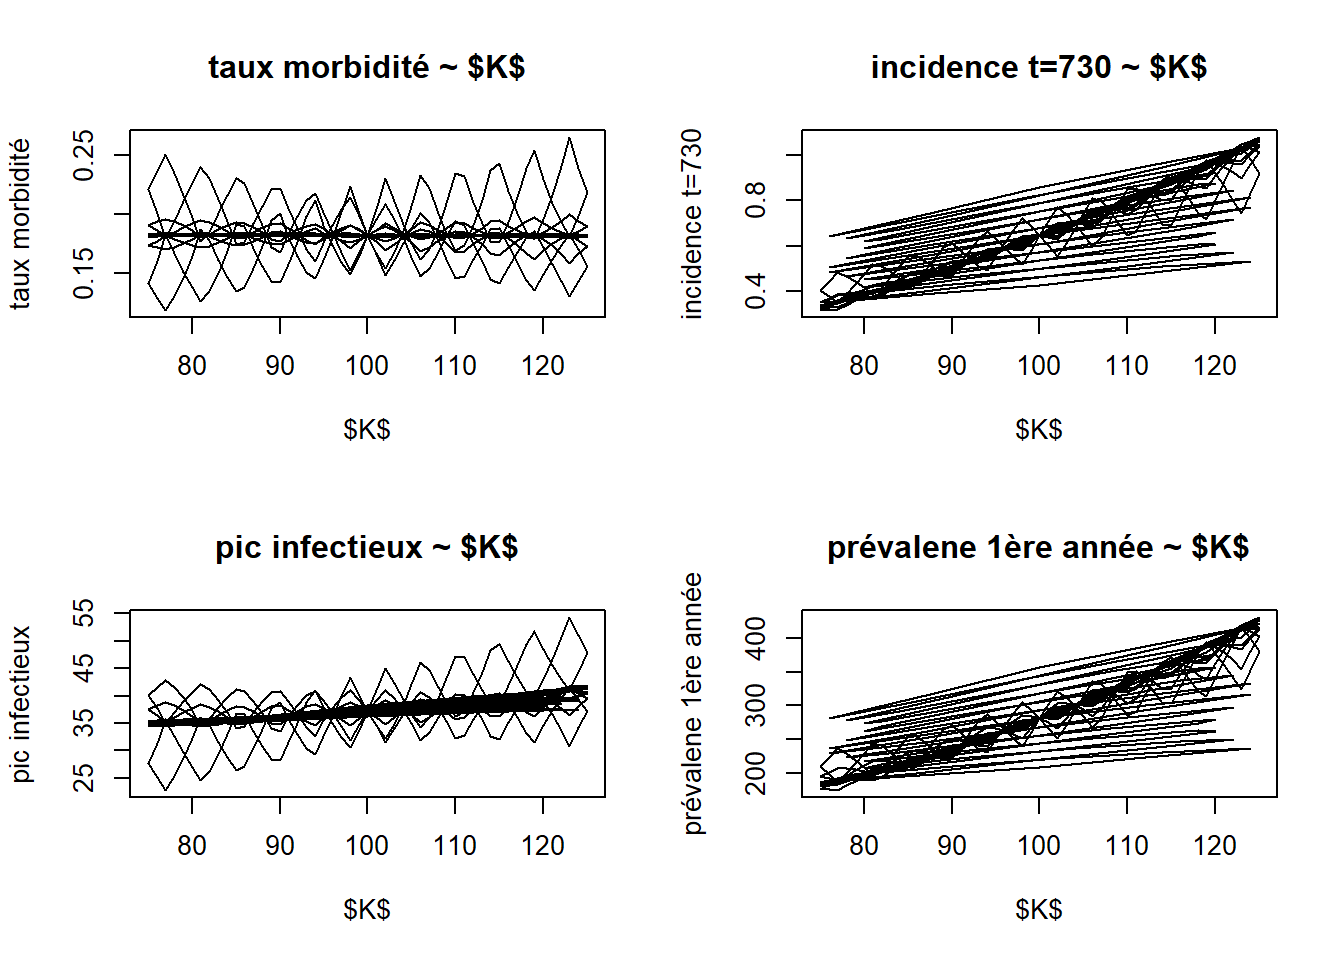 taux morbidité ~ $K$
taux morbidité
0.15 0.25
80 90 100 110 120
$K$
incidence t=730 ~ $K$
incidence t=730
0.4 0.8
80 90 100 110 120
$K$
pic infectieux ~ $K$
pic infectieux
25 35 45 55
80 90 100 110 120
$K$
prévalene 1ère année ~ $K$
prévalene 1ère année
200 300 400
80 90 100 110 120
$K$